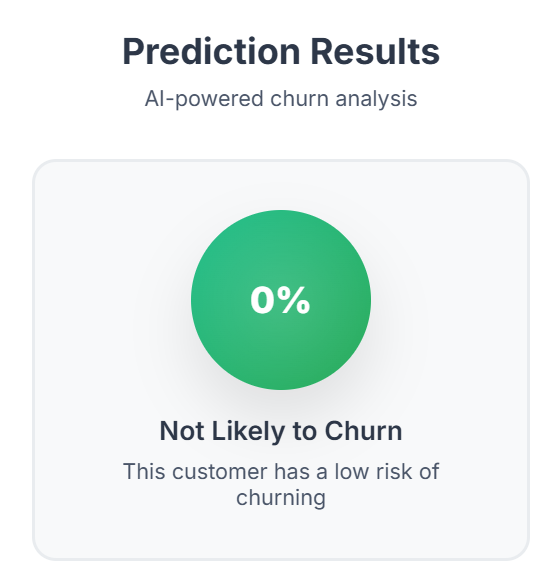 Prediction Results
AI-powered churn analysis
0%
Not Likely to Churn
This customer has a low risk of
churning